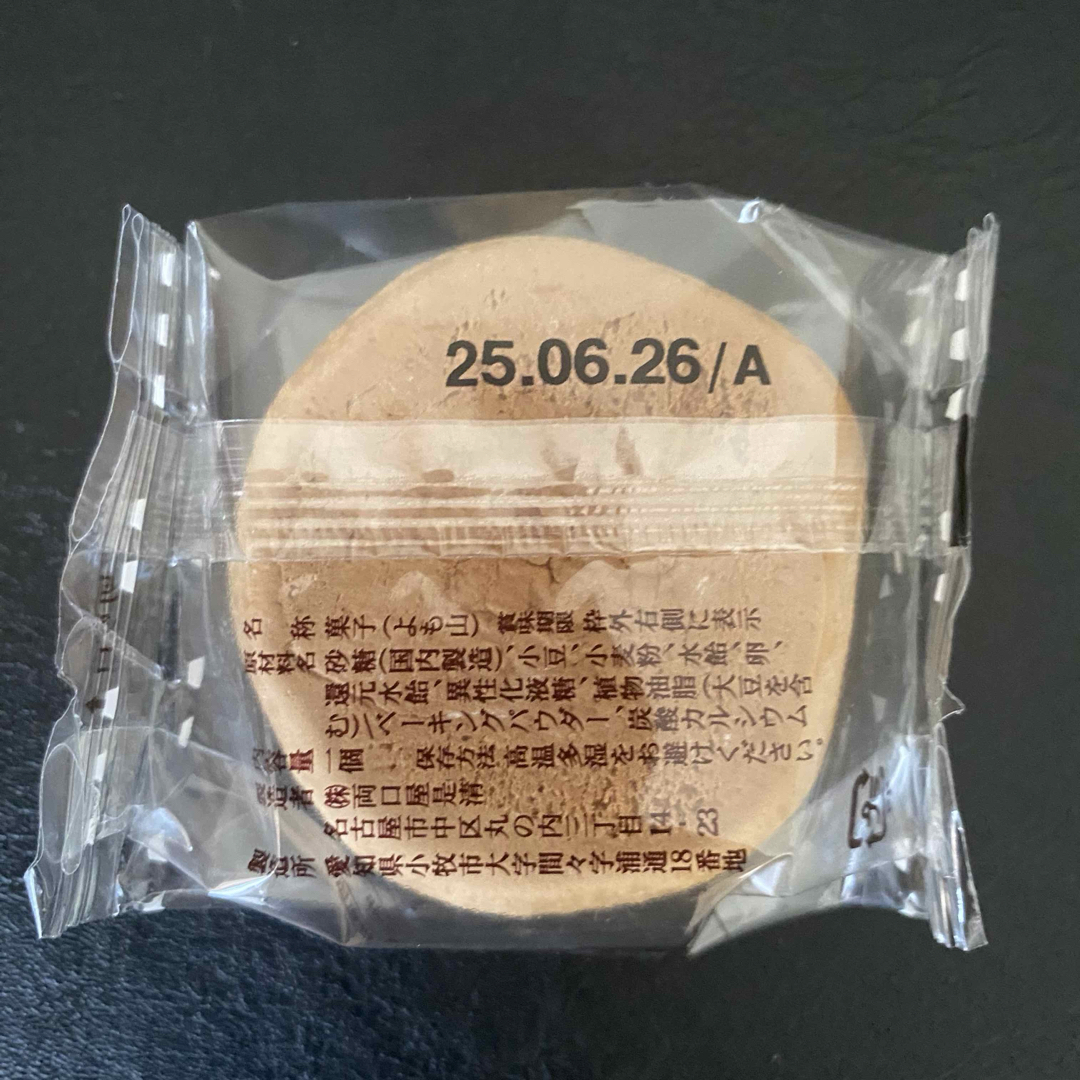 25.06.26/A
名 称 菓子(よも山) 賞味期限 枠外右側に表示
原材料名 砂糖(国内製造)、小豆、小麦粉、水飴、卵、
還元水飴、異性化液糖、植物油脂(大豆を含
む)/ベーキングパウダー、炭酸カルシウム
内容量 一個 保存方法 高温多湿をお避けください。
製造者 ㈱両口屋是清
名古屋市中区丸の内三丁目14-23
製造所 愛知県小牧市大字間々字浦通18番地
プラ